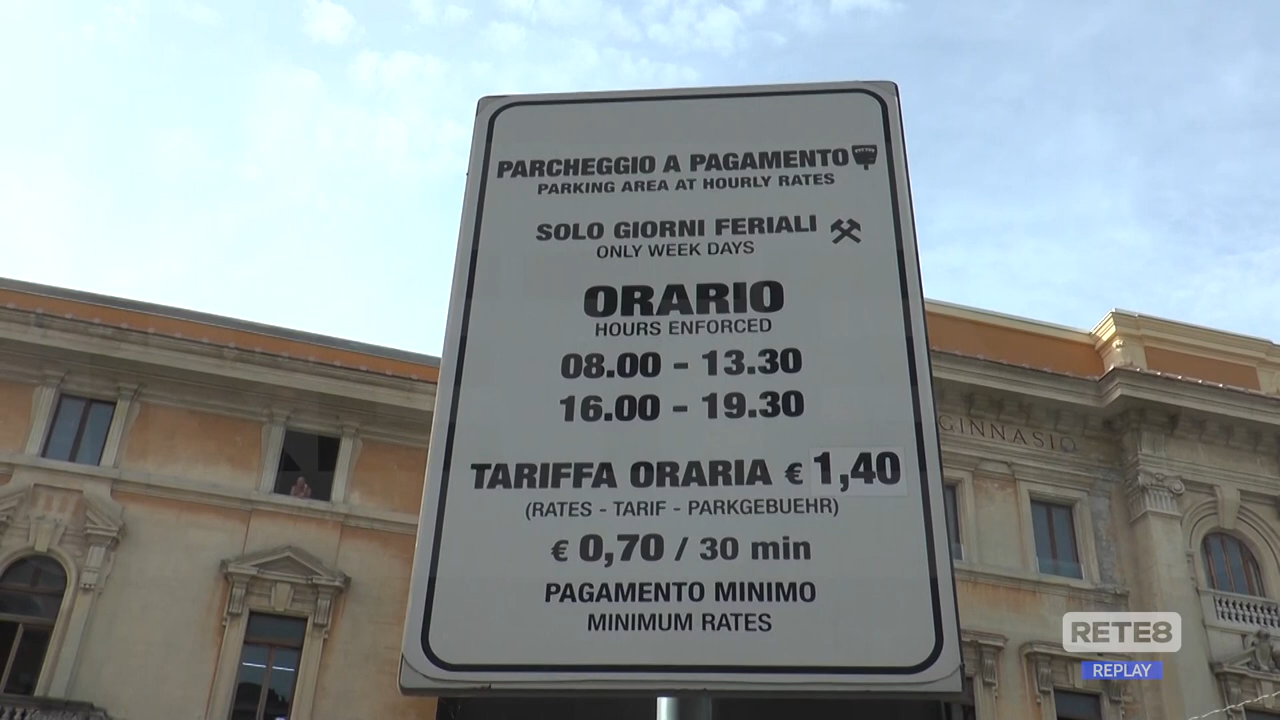 PARCHEGGIO A PAGAMENTO
PARKING AREA AT HOURLY RATES
SOLO GIORNI FERIALI
ONLY WEEK DAYS
ORARIO
HOURS ENFORCED
08.00 - 13.30
16.00 - 19.30
TARIFFA ORARIA € 1,40
(RATES - TARIF - PARKGEBUEHR)
€ 0,70 / 30 min
PAGAMENTO MINIMO
MINIMUM RATES
GINNASIO
RETE8
REPLAY